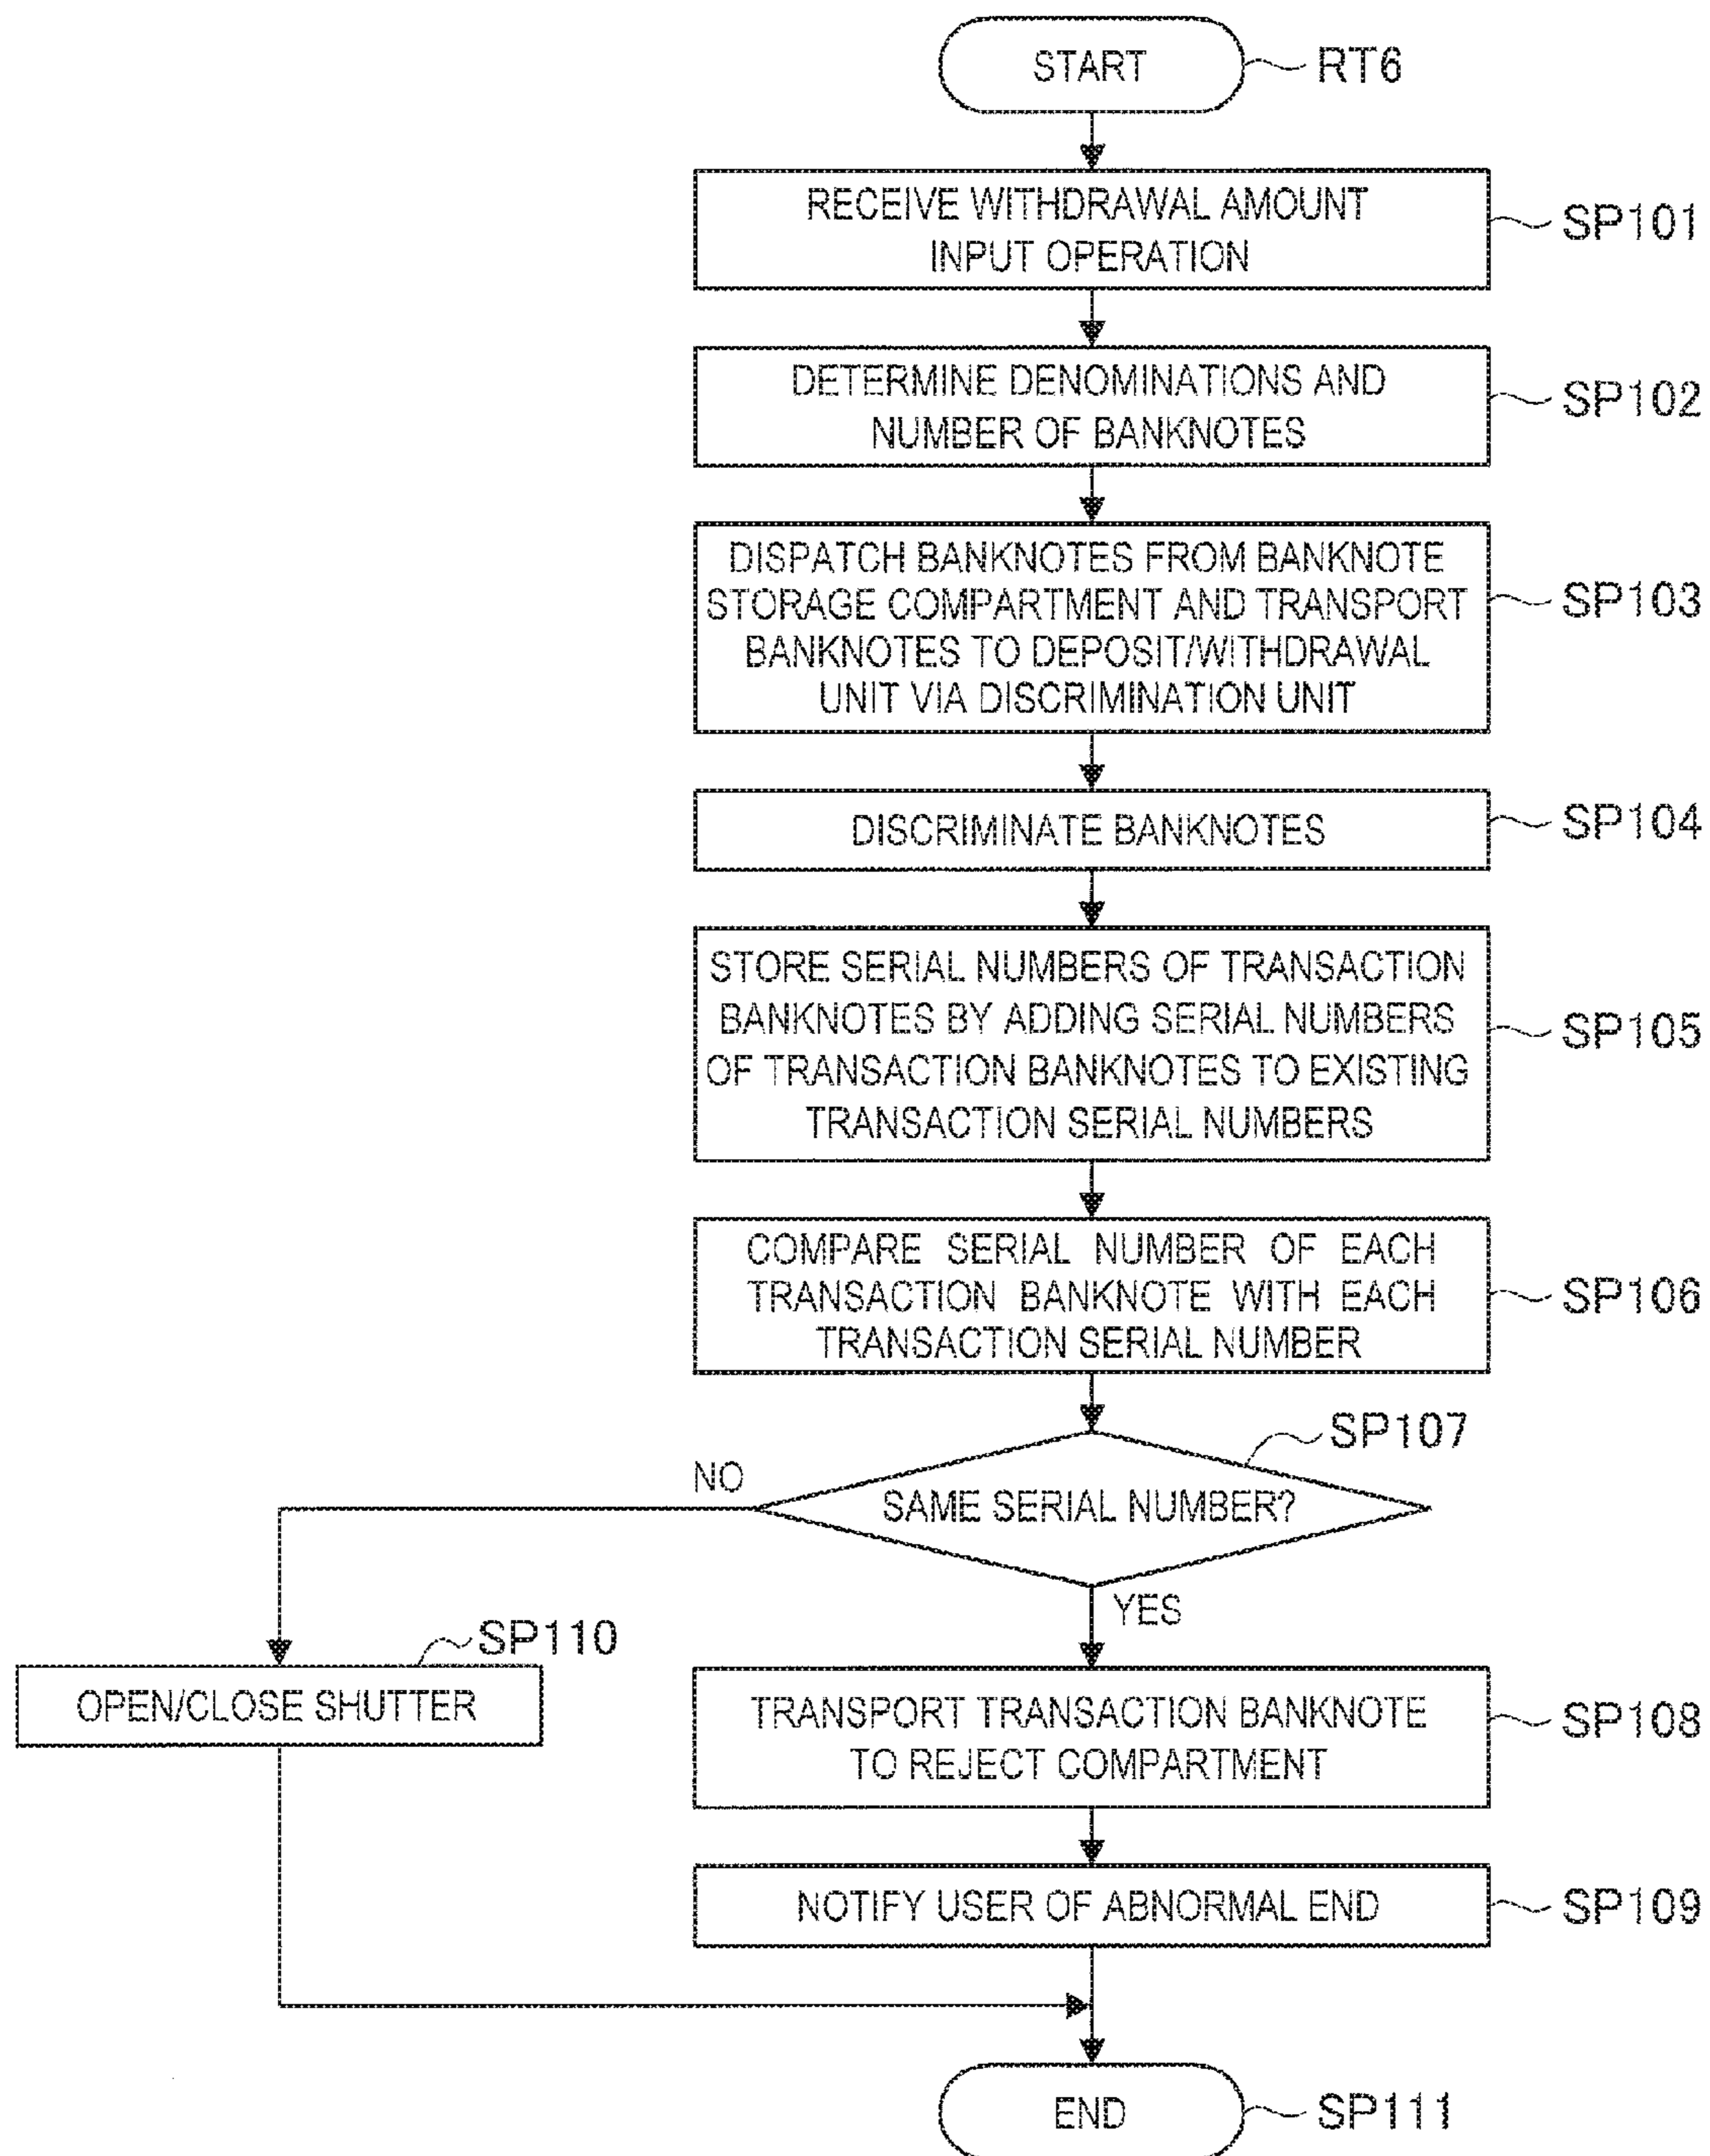 START
RT6
RECEIVE WITHDRAWAL AMOUNT
INPUT OPERATION
SP101
DETERMINE DENOMINATIONS AND
NUMBER OF BANKNOTES
SP102
DISPATCH BANKNOTES FROM BANKNOTE
STORAGE COMPARTMENT AND TRANSPORT
BANKNOTES TO DEPOSIT/WITHDRAWAL
UNIT VIA DISCRIMINATION UNIT
SP103
DISCRIMINATE BANKNOTES
SP104
STORE SERIAL NUMBERS OF TRANSACTION
BANKNOTES BY ADDING SERIAL NUMBERS
OF TRANSACTION BANKNOTES TO EXISTING
TRANSACTION SERIAL NUMBERS
SP105
COMPARE SERIAL NUMBER OF EACH
TRANSACTION BANKNOTE WITH EACH
TRANSACTION SERIAL NUMBER
SP106
SP107
NO
SAME SERIAL NUMBER?
YES
SP110
OPEN/CLOSE SHUTTER
TRANSPORT TRANSACTION BANKNOTE
TO REJECT COMPARTMENT
SP108
NOTIFY USER OF ABNORMAL END
SP109
END
SP111